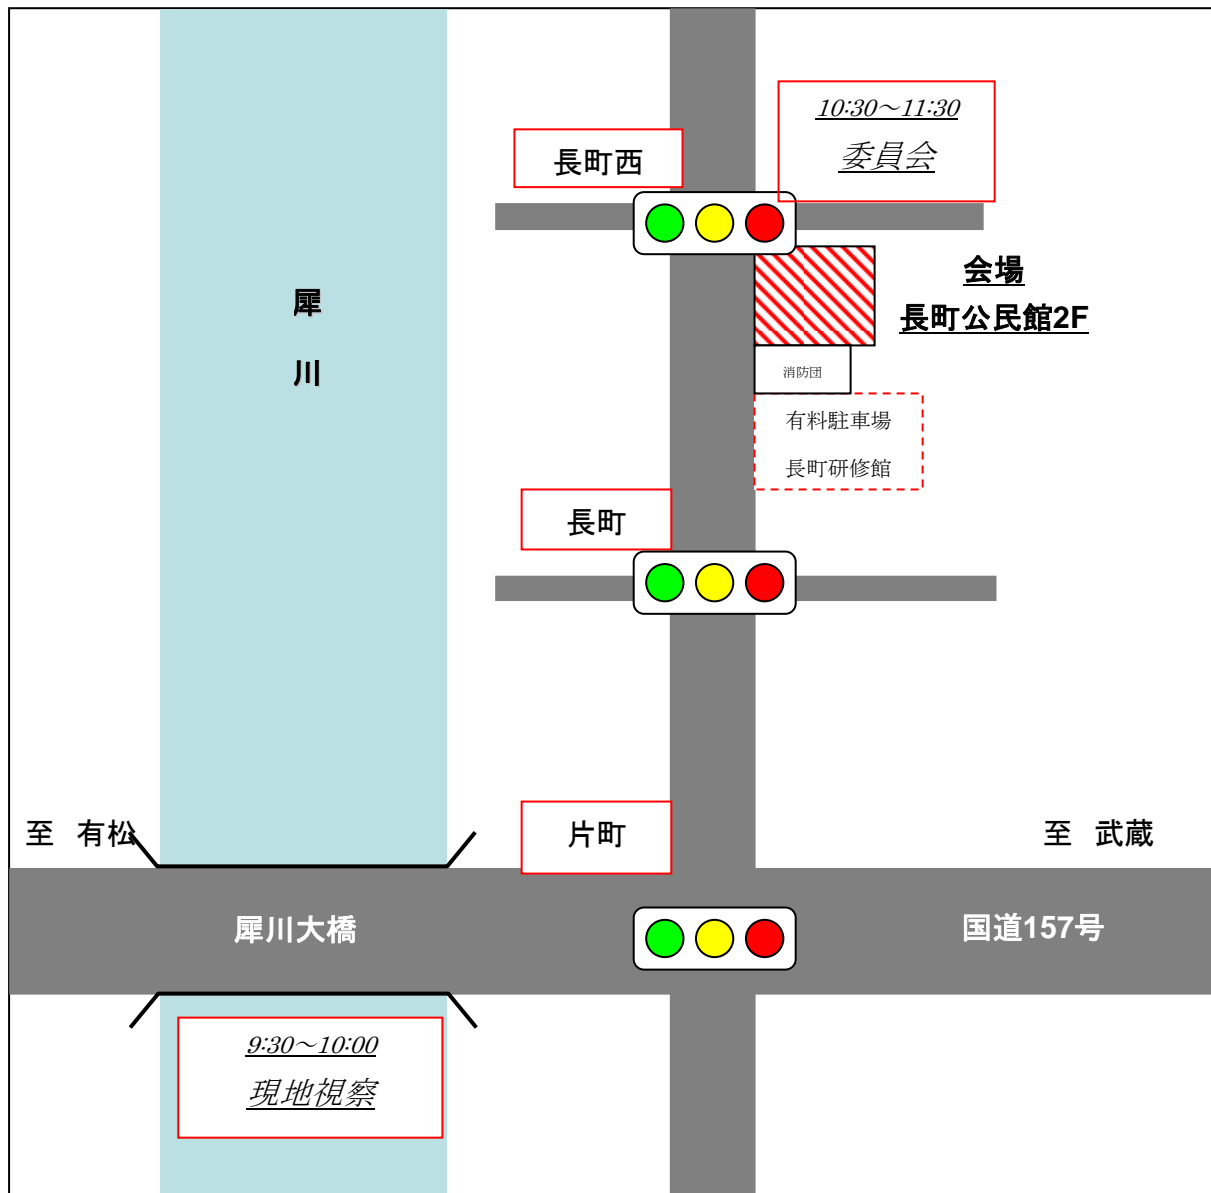 10:30～11:30
委員会
長町西
会場
長町公民館2F
犀
川
消防団
有料駐車場
長町研修館
長町
片町
至　有松
至　武蔵
犀川大橋
国道157号
9:30～10:00
現地視察